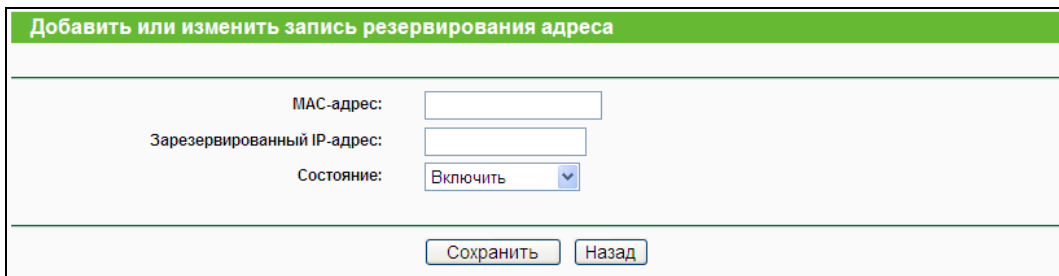 Добавить или изменить запись резервирования адреса
MAC-адрес:
Зарезервированный IP-адрес:
Состояние: Включить
Сохранить Назад